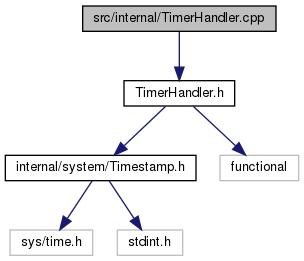 src/internal/TimerHandler.cpp
TimerHandler.h
internal/system/Timestamp.h
functional
sys/time.h
stdint.h